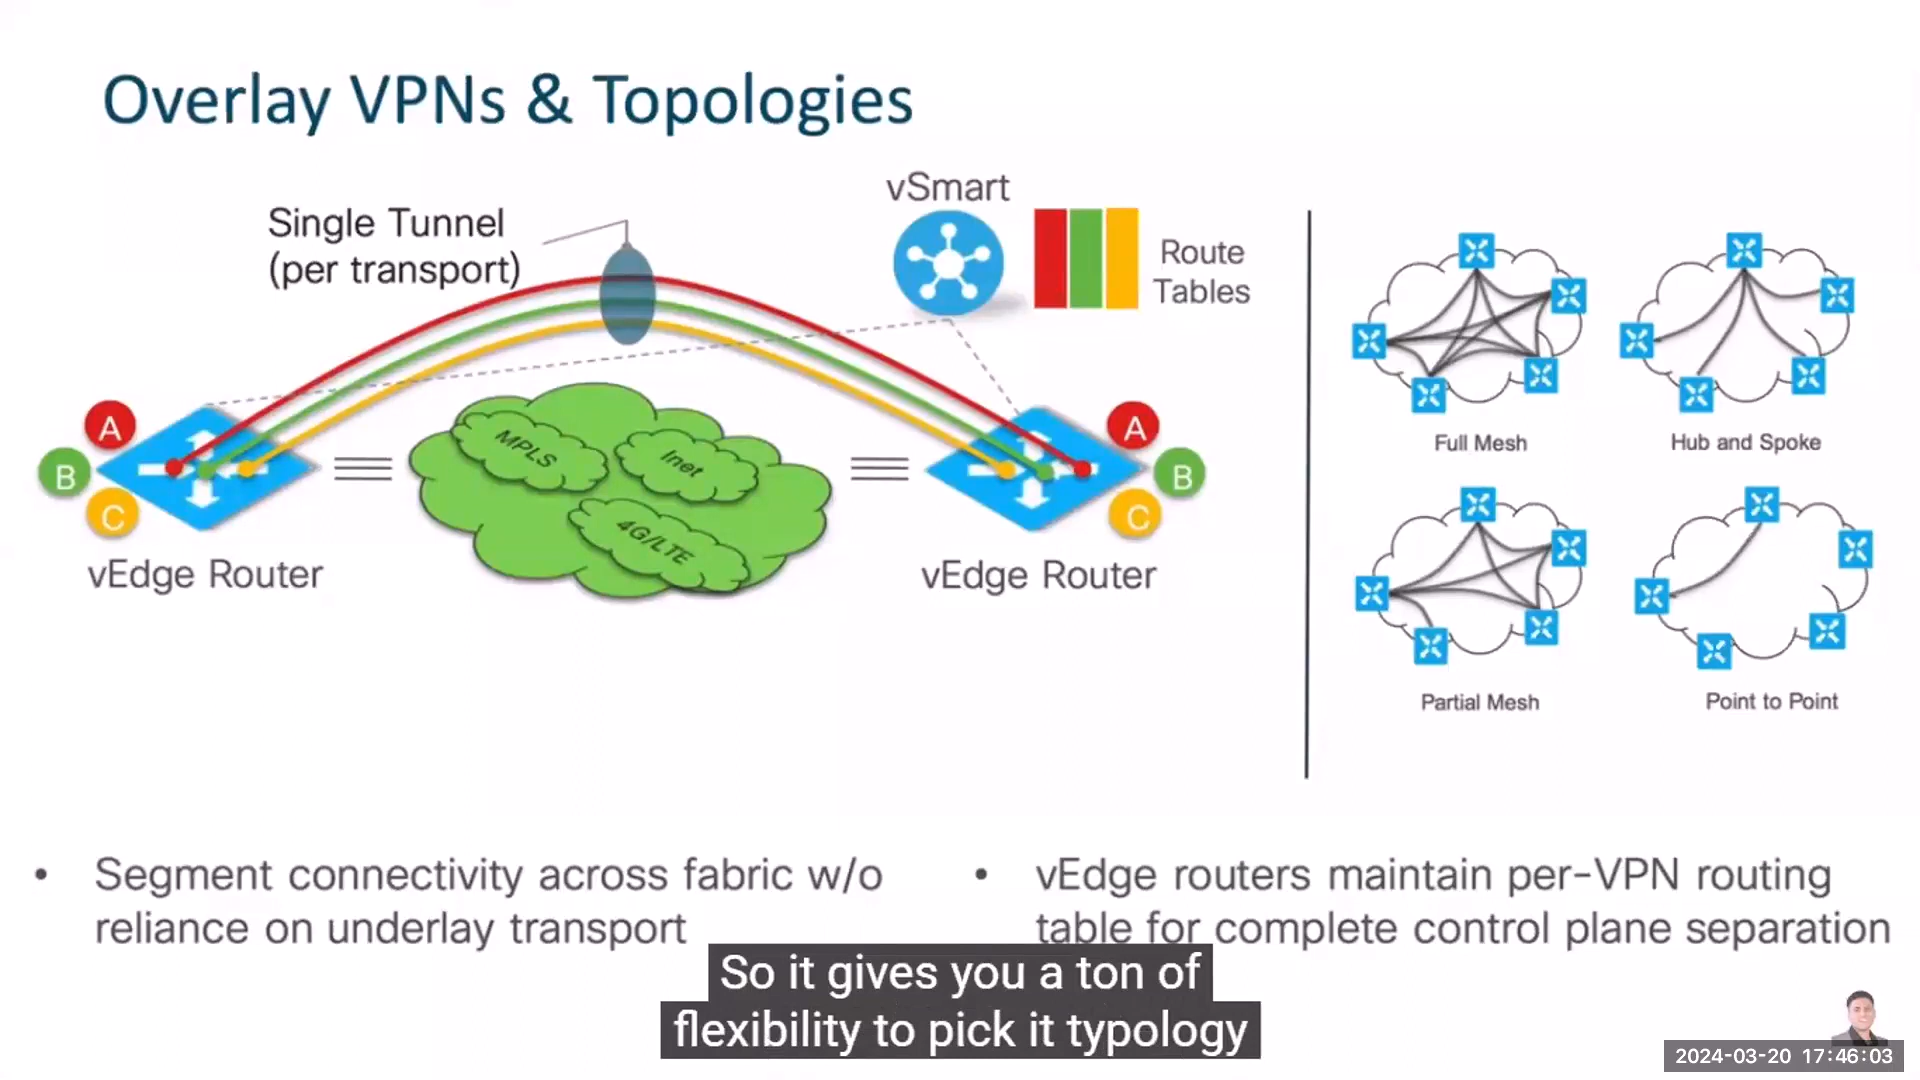 Overlay VPNs & Topologies
Single Tunnel
(per transport)
vSmart
Route
Tables
A
B
C
MPLS
Inet
4G/LTE
A
B
C
vEdge Router
vEdge Router
Full Mesh
Hub and Spoke
Partial Mesh
Point to Point
• Segment connectivity across fabric w/o
reliance on underlay transport
• vEdge routers maintain per-VPN routing
table for complete control plane separation
So it gives you a ton of
flexibility to pick it typology
2024-03-20 17:46:03